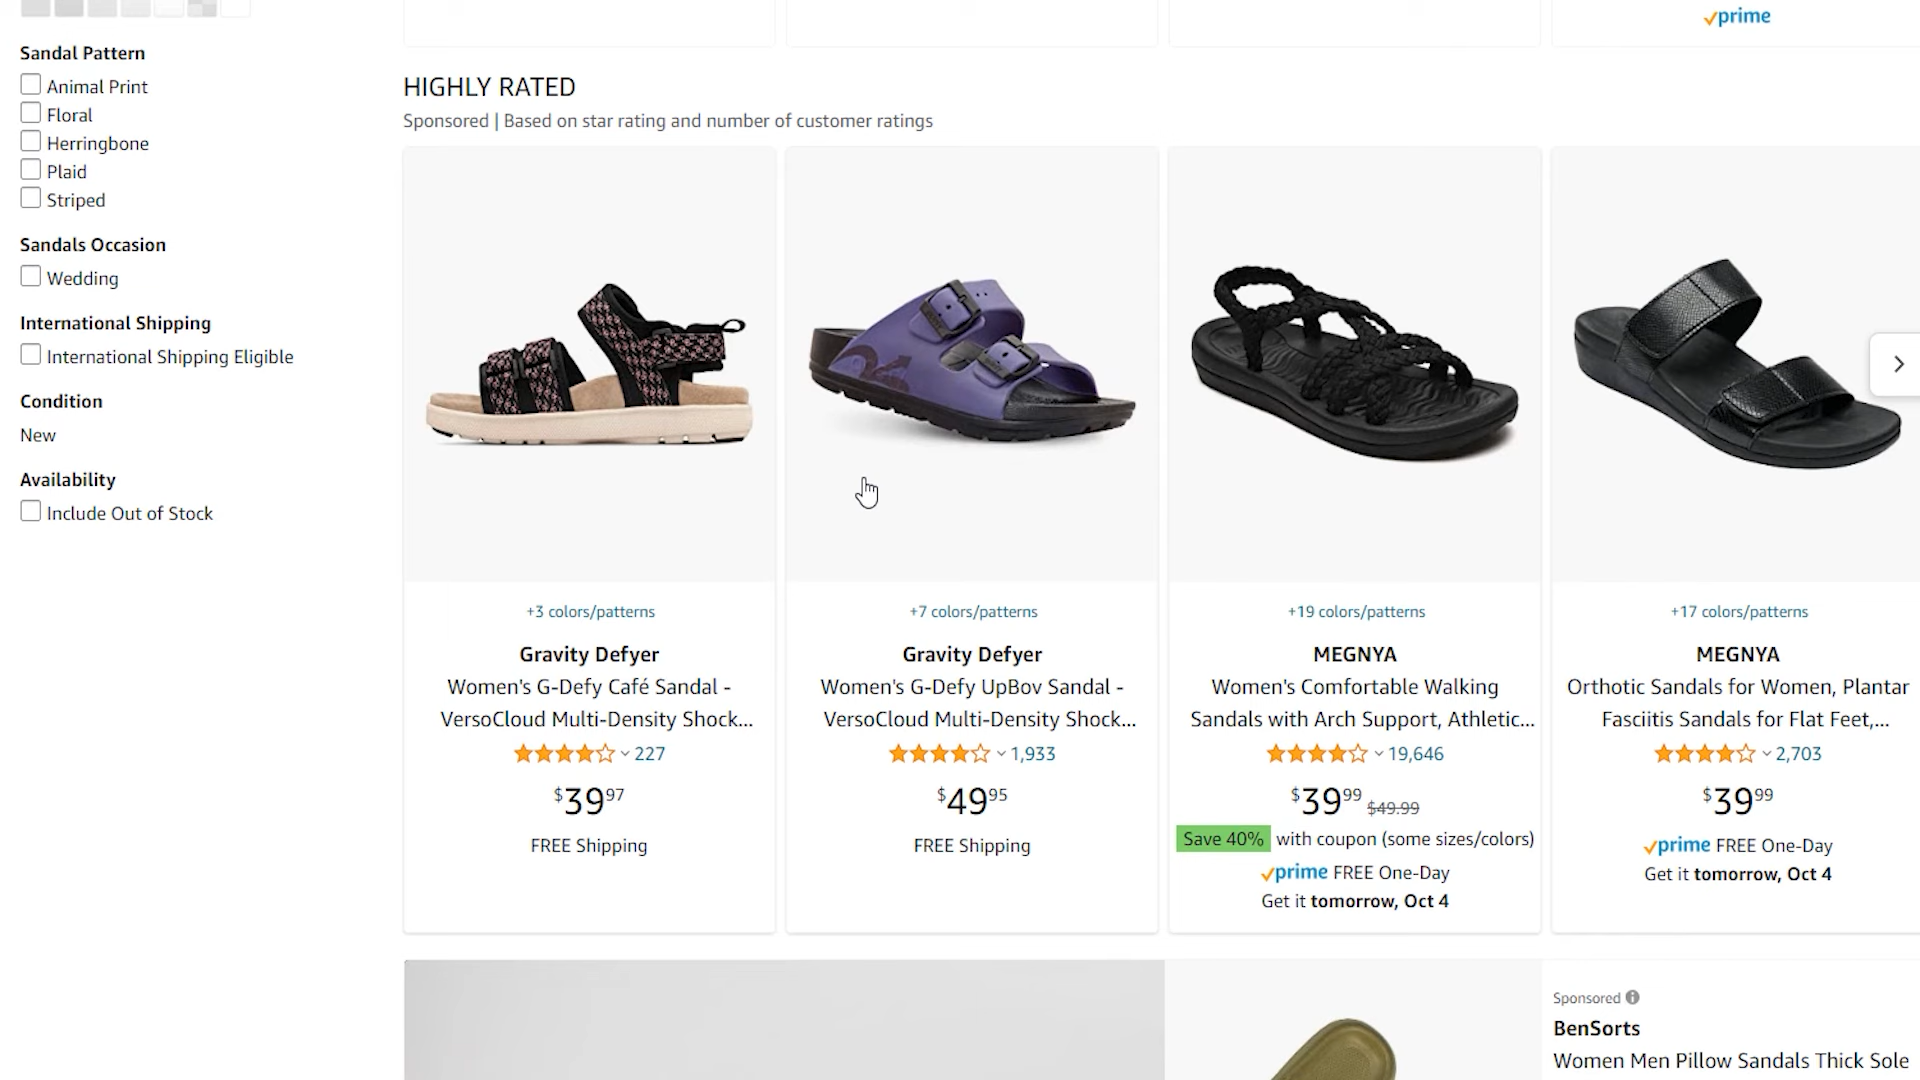 prime
Sandal Pattern
Animal Print
Floral
Herringbone
Plaid
Striped
Sandals Occasion
Wedding
International Shipping
International Shipping Eligible
Condition
New
Availability
Include Out of Stock
HIGHLY RATED
Sponsored | Based on star rating and number of customer ratings
+3 colors/patterns
Gravity Defyer
Women's G-Defy Café Sandal -
VersoCloud Multi-Density Shock...
227
$39.97
FREE Shipping
+7 colors/patterns
Gravity Defyer
Women's G-Defy UpBov Sandal -
VersoCloud Multi-Density Shock...
1,933
$49.95
FREE Shipping
+19 colors/patterns
MEGNYA
Women's Comfortable Walking
Sandals with Arch Support, Athletic...
19,646
$39.99 $49.99
Save 40% with coupon (some sizes/colors)
prime FREE One-Day
Get it tomorrow, Oct 4
+17 colors/patterns
MEGNYA
Orthotic Sandals for Women, Plantar
Fasciitis Sandals for Flat Feet,...
2,703
$39.99
prime FREE One-Day
Get it tomorrow, Oct 4
Sponsored
BenSorts
Women Men Pillow Sandals Thick Sole